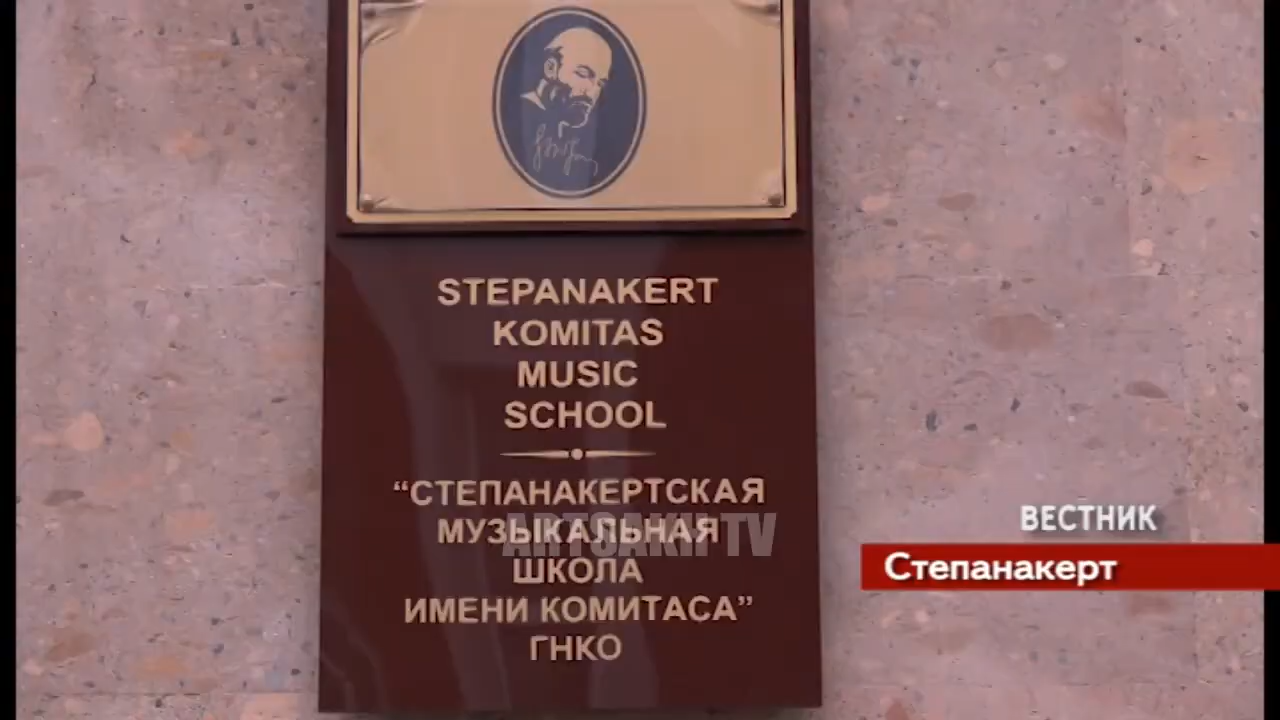 STEPANAKERT
KOMITAS
MUSIC
SCHOOL
“СТЕПАНАКЕРТСКАЯ
МУЗЫКАЛЬНАЯ
ШКОЛА
ИМЕНИ КОМИТАСА”
ГНКО
ARTSAKH TV
ВЕСТНИК
Степанакерт